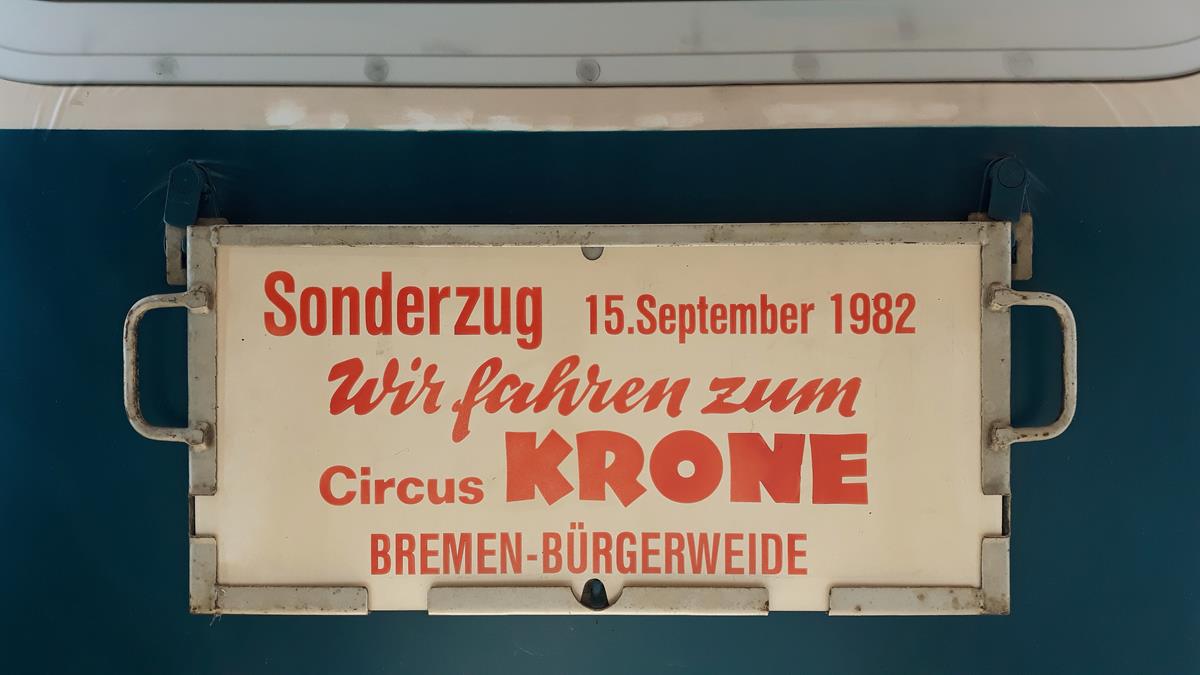 Sonderzug 15.September 1982
Wir fahren zum
Circus KRONE
BREMEN-BÜRGERWEIDE